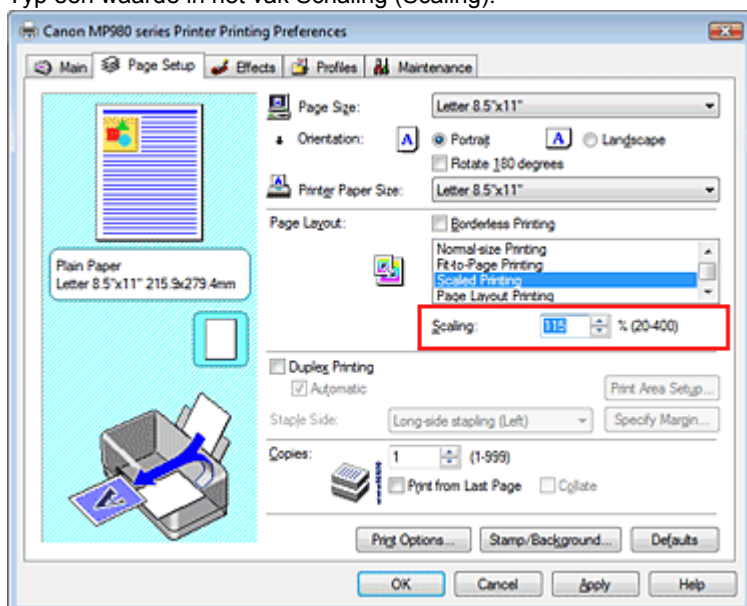 Typ een waarde in het vak Schaling (Scaling).
Canon MP980 series Printer Printing Preferences
Main Page Setup Effects Profiles Maintenance
Page Size: Letter 8.5"x11"
Orientation: A Portrait A Landscape
Rotate 180 degrees
Printer Paper Size: Letter 8.5"x11"
Page Layout: Borderless Printing
Normal-size Printing
Fit-to-Page Printing
Scaled Printing
Page Layout Printing
Plain Paper
Letter 8.5"x11" 215.9x279.4mm
Scaling: 115 % (20-400)
Duplex Printing
Automatic Print Area Setup...
Staple Side: Long-side stapling (Left) Specify Margin...
Copies: 1 (1-999)
Print from Last Page Collate
Print Options... Stamp/Background... Defaults
OK Cancel Apply Help